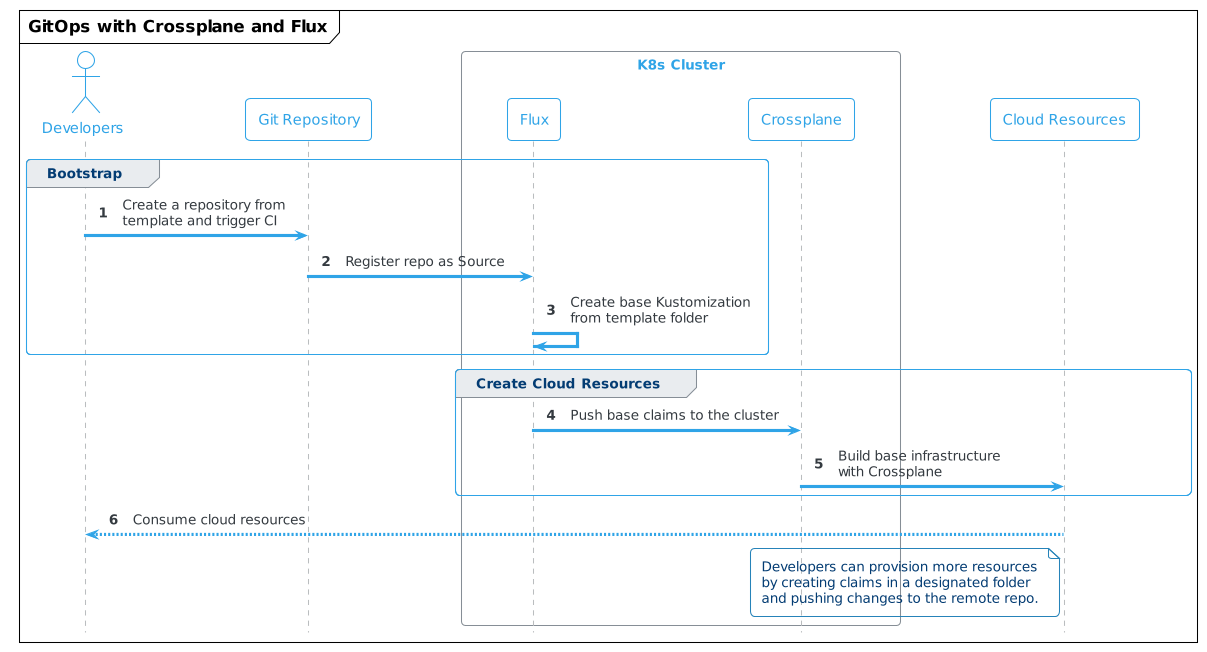 GitOps with Crossplane and Flux
K8s Cluster
Developers
Git Repository
Flux
Crossplane
Cloud Resources
Bootstrap
1 Create a repository from
template and trigger CI
2 Register repo as Source
3 Create base Kustomization
from template folder
Create Cloud Resources
4 Push base claims to the cluster
5 Build base infrastructure
with Crossplane
6 Consume cloud resources
Developers can provision more resources
by creating claims in a designated folder
and pushing changes to the remote repo.